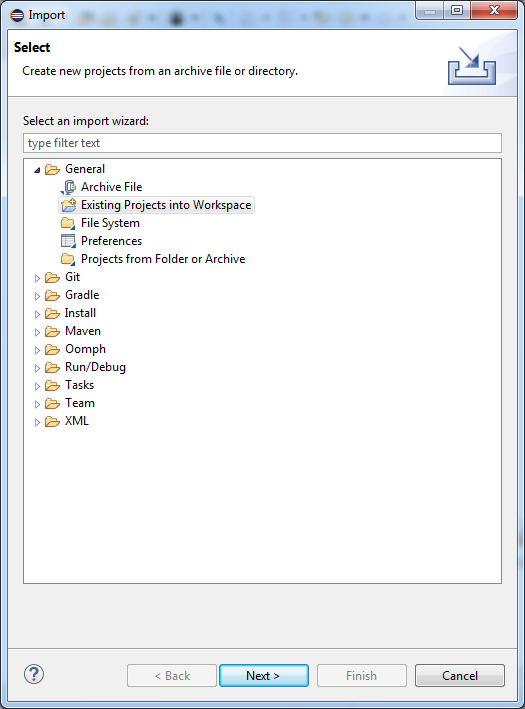 Import
Select
Create new projects from an archive file or directory.
Select an import wizard:
type filter text
General
Archive File
Existing Projects into Workspace
File System
Preferences
Projects from Folder or Archive
Git
Gradle
Install
Maven
Oomph
Run/Debug
Tasks
Team
XML
? < Back Next > Finish Cancel